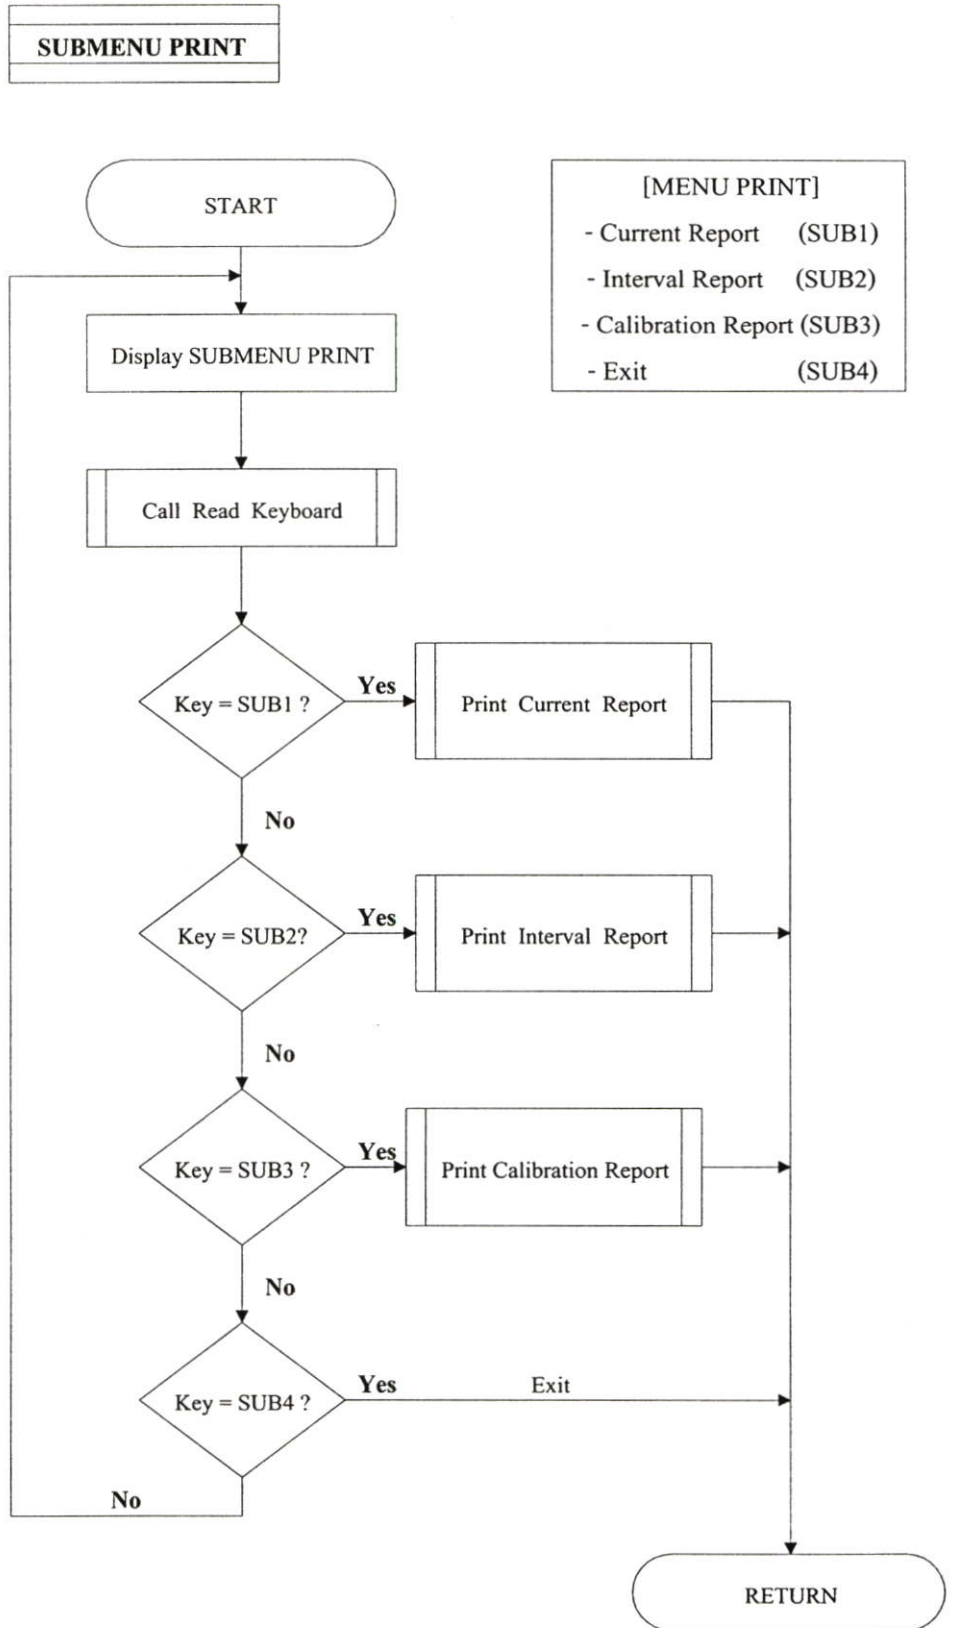 SUBMENU PRINT
START
[MENU PRINT]
- Current Report (SUB1)
- Interval Report (SUB2)
- Calibration Report (SUB3)
- Exit (SUB4)
Display SUBMENU PRINT
Call Read Keyboard
Key = SUB1 ?
Yes
Print Current Report
No
Key = SUB2?
Yes
Print Interval Report
No
Key = SUB3 ?
Yes
Print Calibration Report
No
Key = SUB4 ?
Yes
Exit
No
RETURN